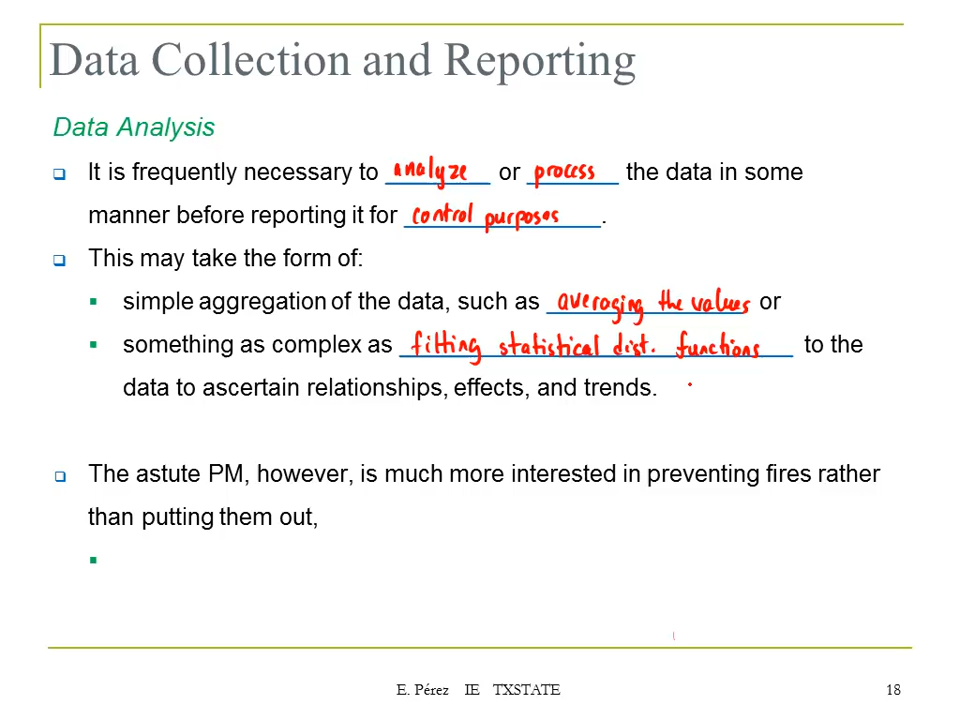 Data Collection and Reporting
Data Analysis
It is frequently necessary to analyze or process the data in some
manner before reporting it for control purposes.
This may take the form of:
simple aggregation of the data, such as averaging the values or
something as complex as fitting statistical dist. functions to the
data to ascertain relationships, effects, and trends.
The astute PM, however, is much more interested in preventing fires rather
than putting them out,
E. Pérez IE TXSTATE 18